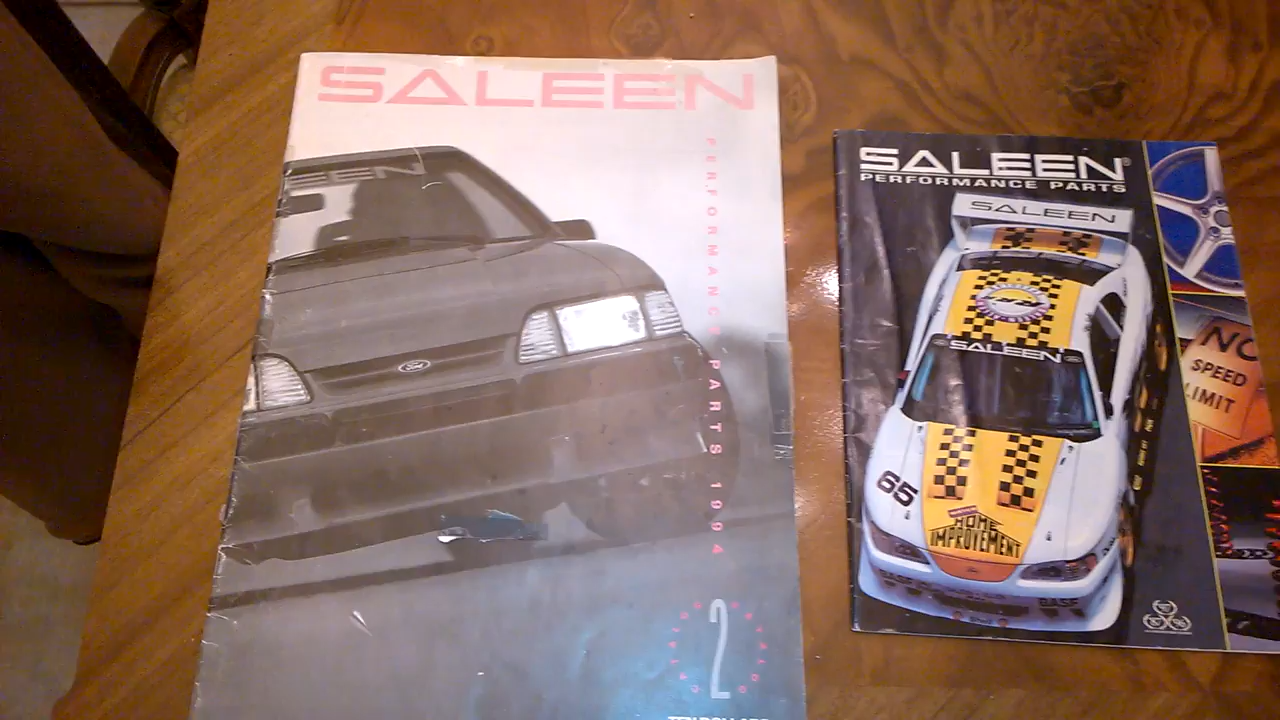 SALEEN
SALEEN
PERFORMANCE PARTS 1994
2
SALEEN®
PERFORMANCE PARTS
SALEEN
SALEEN
65
HOME
IMPROVEMENT
NO
SPEED
LIMIT